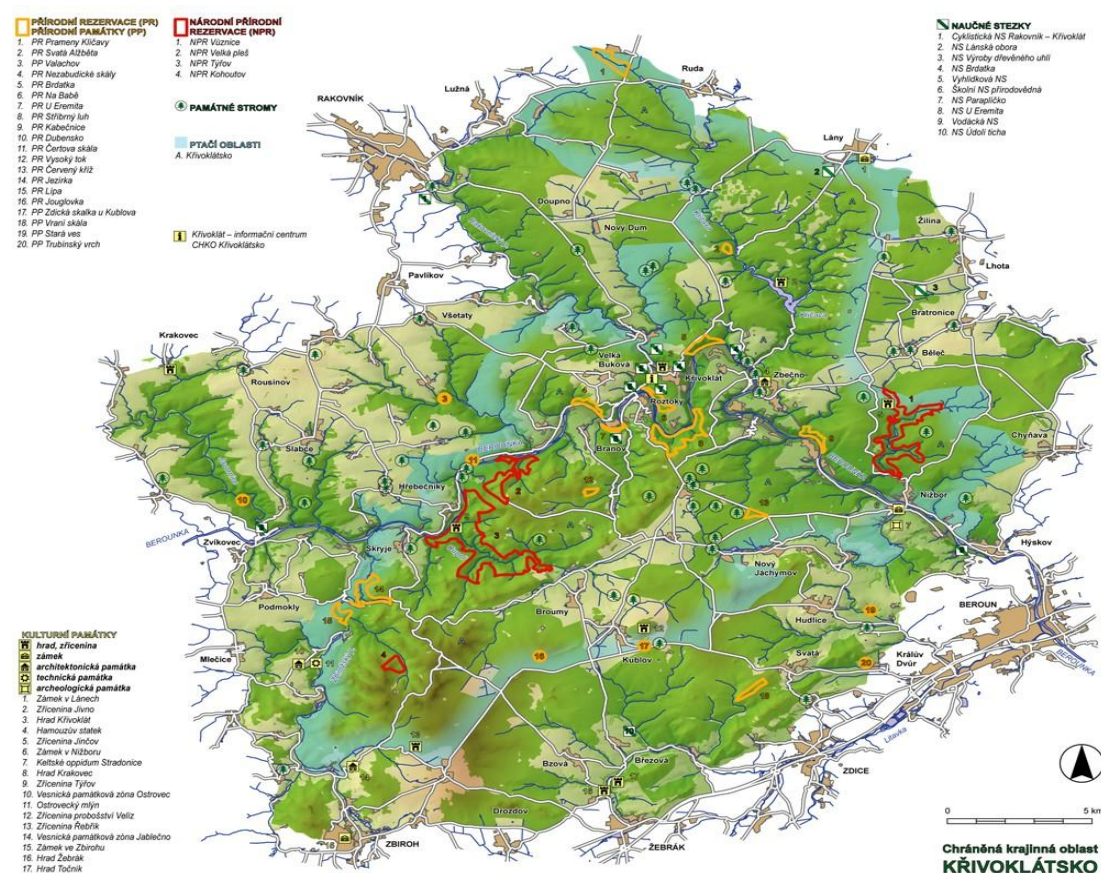 PŘÍRODNÍ REZERVACE (PR)
PŘÍRODNÍ PAMÁTKY (PP)
1. PR Prameny Klíčavy
2. PR Svatá Alžběta
3. PP Valachov
4. PR Nezabudické skály
5. PR Brdatka
6. PR Na Babě
7. PR U Eremita
8. PR Stříbrný luh
9. PR Kabečnice
10. PR Dubensko
11. PR Čertova skála
12. PR Vysoký tok
13. PR Červený kříž
14. PR Jezírka
15. PR Lípa
16. PR Jouglovka
17. PP Zdická skalka u Kublova
18. PP Vraní skála
19. PP Stará ves
20. PP Trubínský vrch
NÁRODNÍ PŘÍRODNÍ
REZERVACE (NPR)
1. NPR Vůznice
2. NPR Velká pleš
3. NPR Týřov
4. NPR Kohoutov
PAMÁTNÉ STROMY
PTAČÍ OBLASTI
A. Křivoklátsko
Křivoklát – informační centrum
CHKO Křivoklátsko
NAUČNÉ STEZKY
1. Cyklistická NS Rakovník – Křivoklát
2. NS Lánská obora
3. NS Výroby dřevěného uhlí
4. NS Brdatka
5. Vyhlídková NS
6. Školní NS přírodovědná
7. NS Paraplíčko
8. NS U Eremita
9. Vodácká NS
10. NS Údolí ticha
Ruda
Lužná
RAKOVNÍK
Lány
Doupno
Nový Dum
Žilina
Lhota
Pavlíkov
Bratronice
Všetaty
Krakovec
Velká
Buková
Běleč
Rousínov
Křivoklát
Zbečno
Roztoky
Slabce
BEROUNKA
Branov
Chyňava
Hřebečníky
Nižbor
BEROUNKA
Zvíkovec
Skryje
Hýskov
Nový
Jáchymov
Podmokly
Broumy
BEROUN
Hudlice
Mlečice
Kublov
Svatá
Králův
Dvůr
BEROUNKA
Litavka
Bzová
Březová
ZDICE
Drozdov
ZBIROH
ŽEBRÁK
KULTURNÍ PAMÁTKY
hrad, zřícenina
zámek
architektonická památka
technická památka
archeologická památka
1. Zámek v Lánech
2. Zřícenina Jivno
3. Hrad Křivoklát
4. Hamouzův statek
5. Zřícenina Jinčov
6. Zámek v Nižboru
7. Keltské oppidum Stradonice
8. Hrad Krakovec
9. Zřícenina Týřov
10. Vesnická památková zóna Ostrovec
11. Ostrovecký mlýn
12. Zřícenina probošství Velíz
13. Zřícenina Řebřík
14. Vesnická památková zóna Jablečno
15. Zámek ve Zbirohu
16. Hrad Žebrák
17. Hrad Točník
0 5 km
Chráněná krajinná oblast
KŘIVOKLÁTSKO